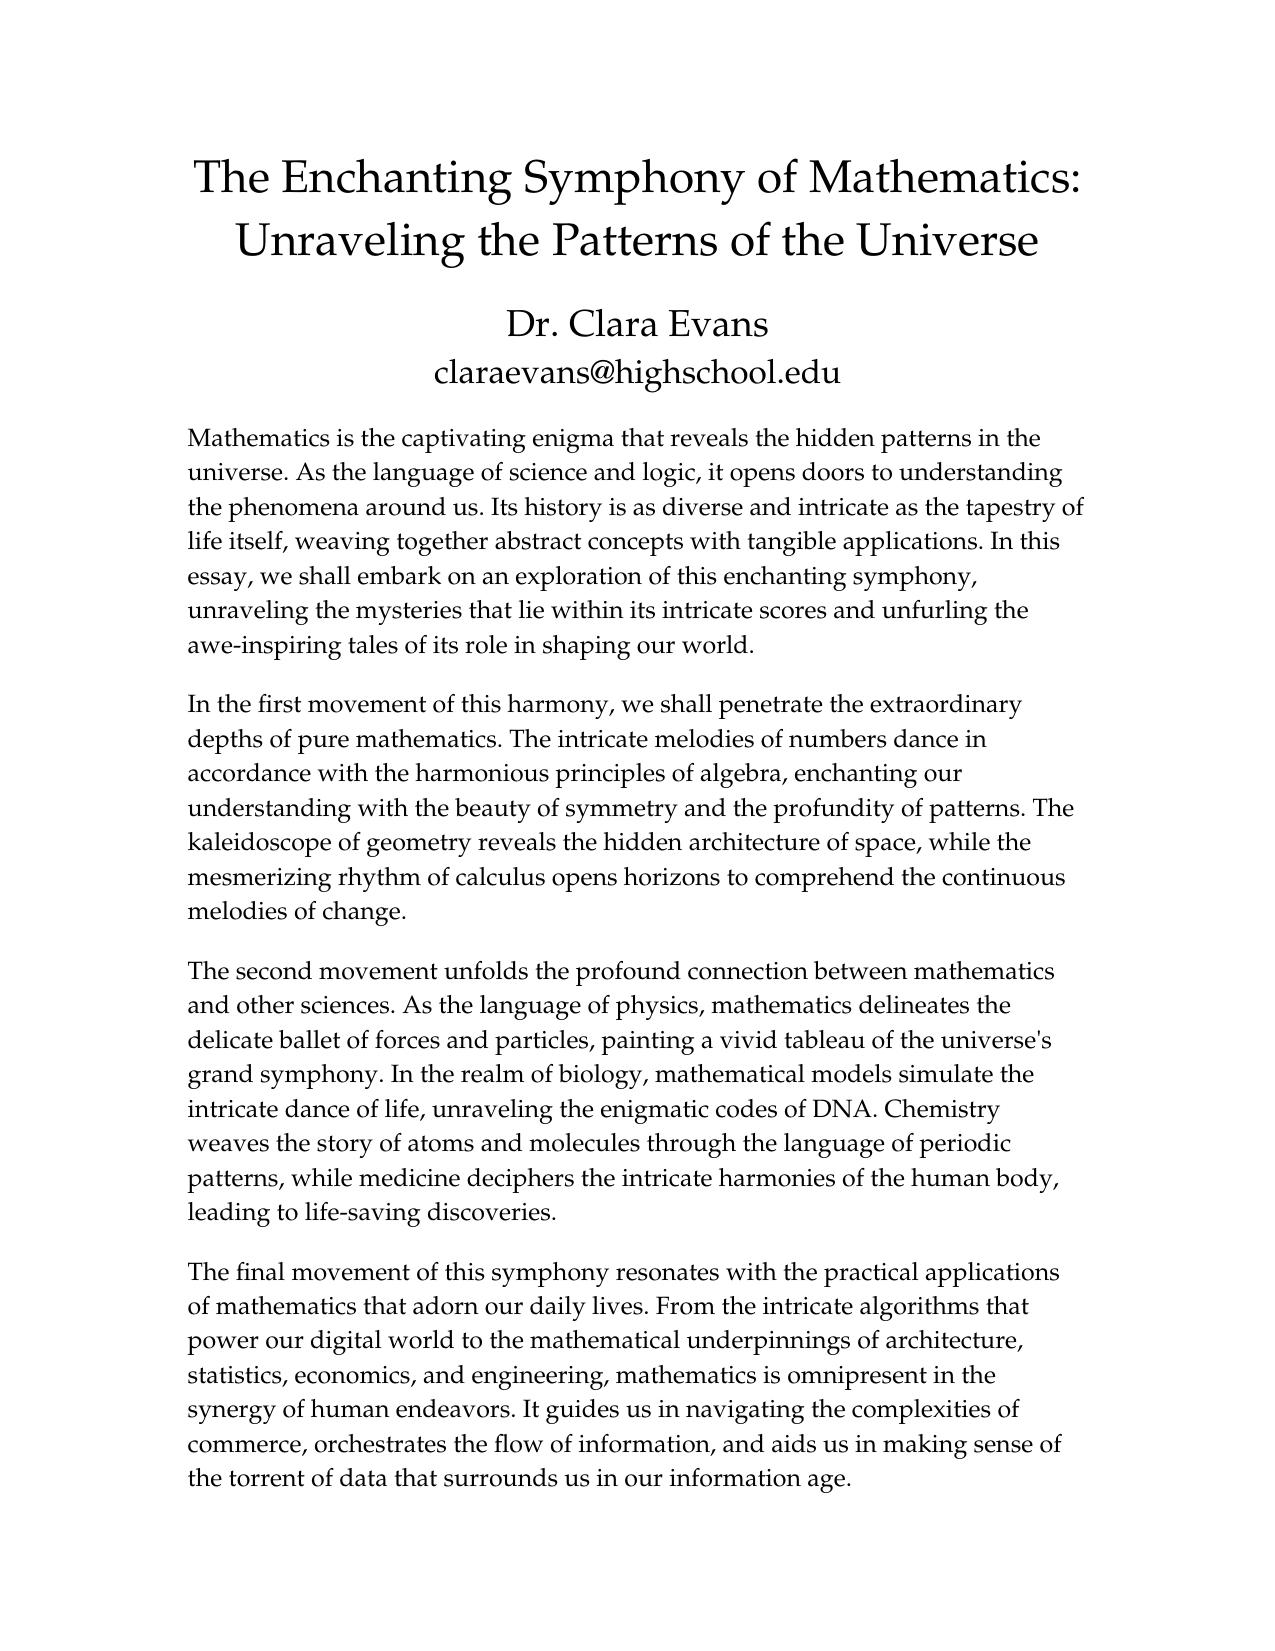 The Enchanting Symphony of Mathematics:
Unraveling the Patterns of the Universe
Dr. Clara Evans
claraevans@highschool.edu
Mathematics is the captivating enigma that reveals the hidden patterns in the
universe. As the language of science and logic, it opens doors to understanding
the phenomena around us. Its history is as diverse and intricate as the tapestry of
life itself, weaving together abstract concepts with tangible applications. In this
essay, we shall embark on an exploration of this enchanting symphony,
unraveling the mysteries that lie within its intricate scores and unfurling the
awe-inspiring tales of its role in shaping our world.
In the first movement of this harmony, we shall penetrate the extraordinary
depths of pure mathematics. The intricate melodies of numbers dance in
accordance with the harmonious principles of algebra, enchanting our
understanding with the beauty of symmetry and the profundity of patterns. The
kaleidoscope of geometry reveals the hidden architecture of space, while the
mesmerizing rhythm of calculus opens horizons to comprehend the continuous
melodies of change.
The second movement unfolds the profound connection between mathematics
and other sciences. As the language of physics, mathematics delineates the
delicate ballet of forces and particles, painting a vivid tableau of the universe's
grand symphony. In the realm of biology, mathematical models simulate the
intricate dance of life, unraveling the enigmatic codes of DNA. Chemistry
weaves the story of atoms and molecules through the language of periodic
patterns, while medicine deciphers the intricate harmonies of the human body,
leading to life-saving discoveries.
The final movement of this symphony resonates with the practical applications
of mathematics that adorn our daily lives. From the intricate algorithms that
power our digital world to the mathematical underpinnings of architecture,
statistics, economics, and engineering, mathematics is omnipresent in the
synergy of human endeavors. It guides us in navigating the complexities of
commerce, orchestrates the flow of information, and aids us in making sense of
the torrent of data that surrounds us in our information age.